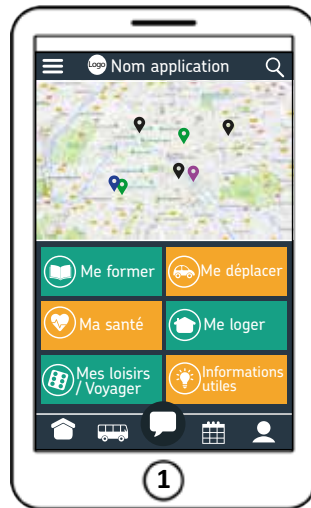 Logo Nom application
Me former
Me déplacer
Ma santé
Me loger
Mes loisirs
/ Voyager
Informations
utiles
1